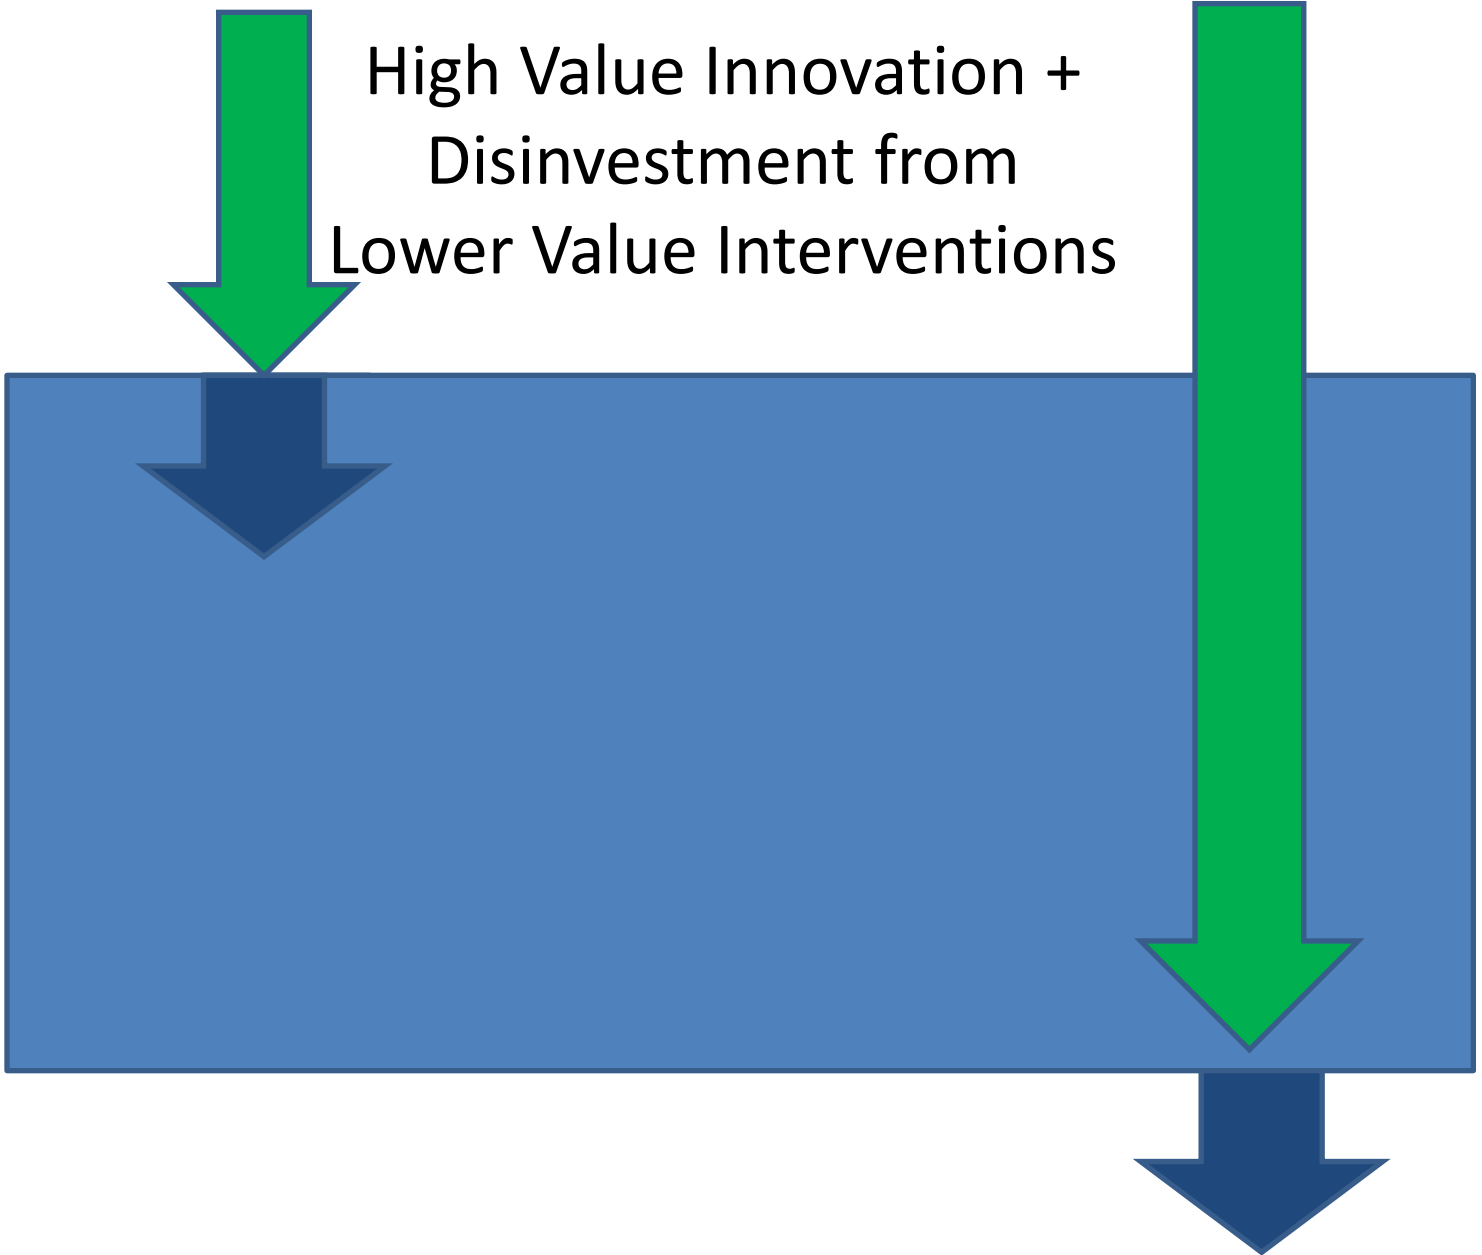 High Value Innovation +
Disinvestment from
Lower Value Interventions